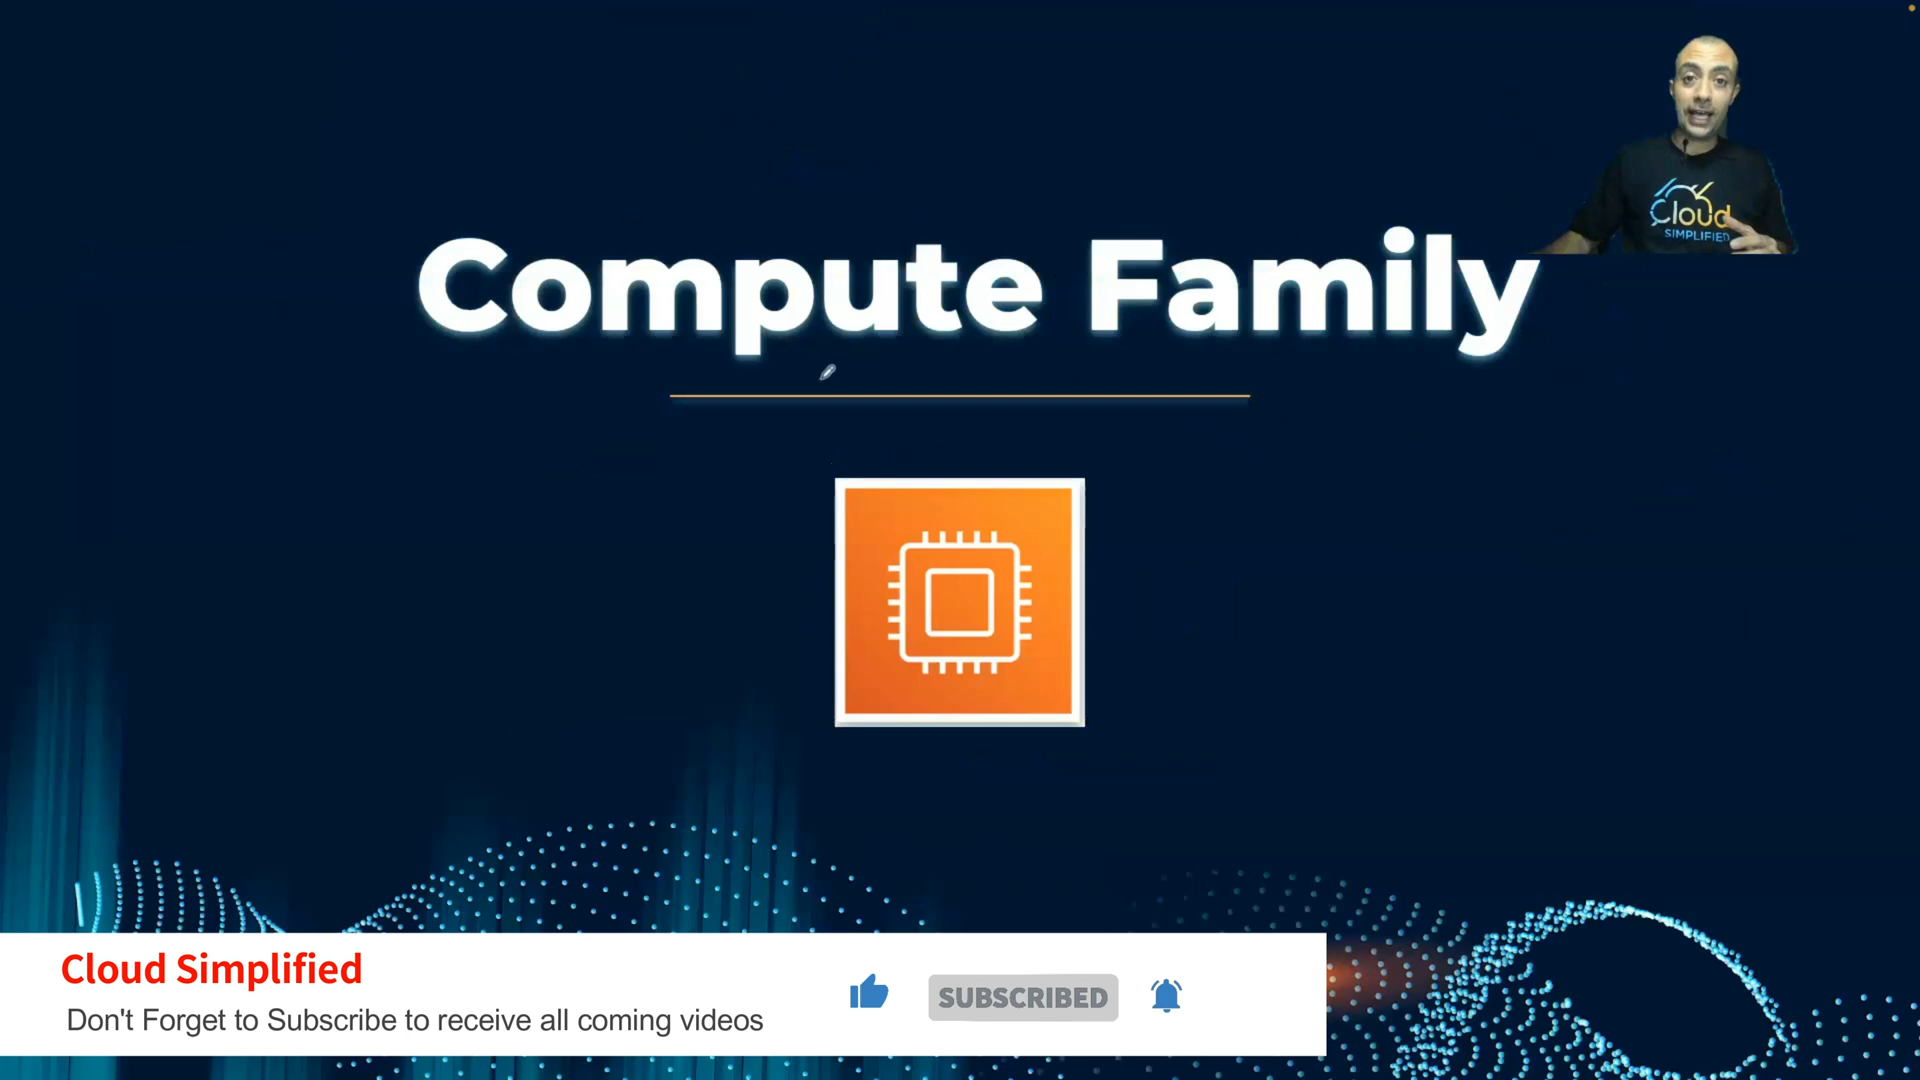 Cloud
SIMPLIFIED
Compute Family
Cloud Simplified
Don't Forget to Subscribe to receive all coming videos
SUBSCRIBED